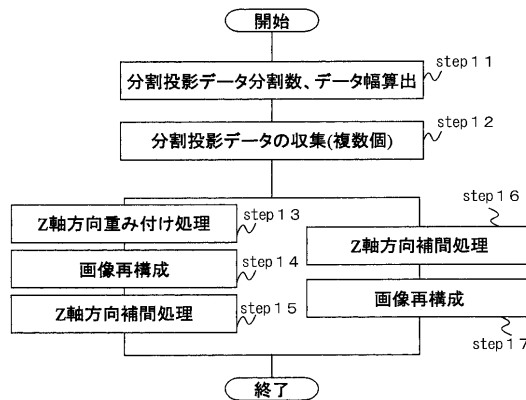 開始
step11
分割投影データ分割数、データ幅算出
step12
分割投影データの収集(複数個)
Z軸方向重み付け処理
step13
画像再構成
step14
Z軸方向補間処理
step15
step16
Z軸方向補間処理
画像再構成
step17
終了